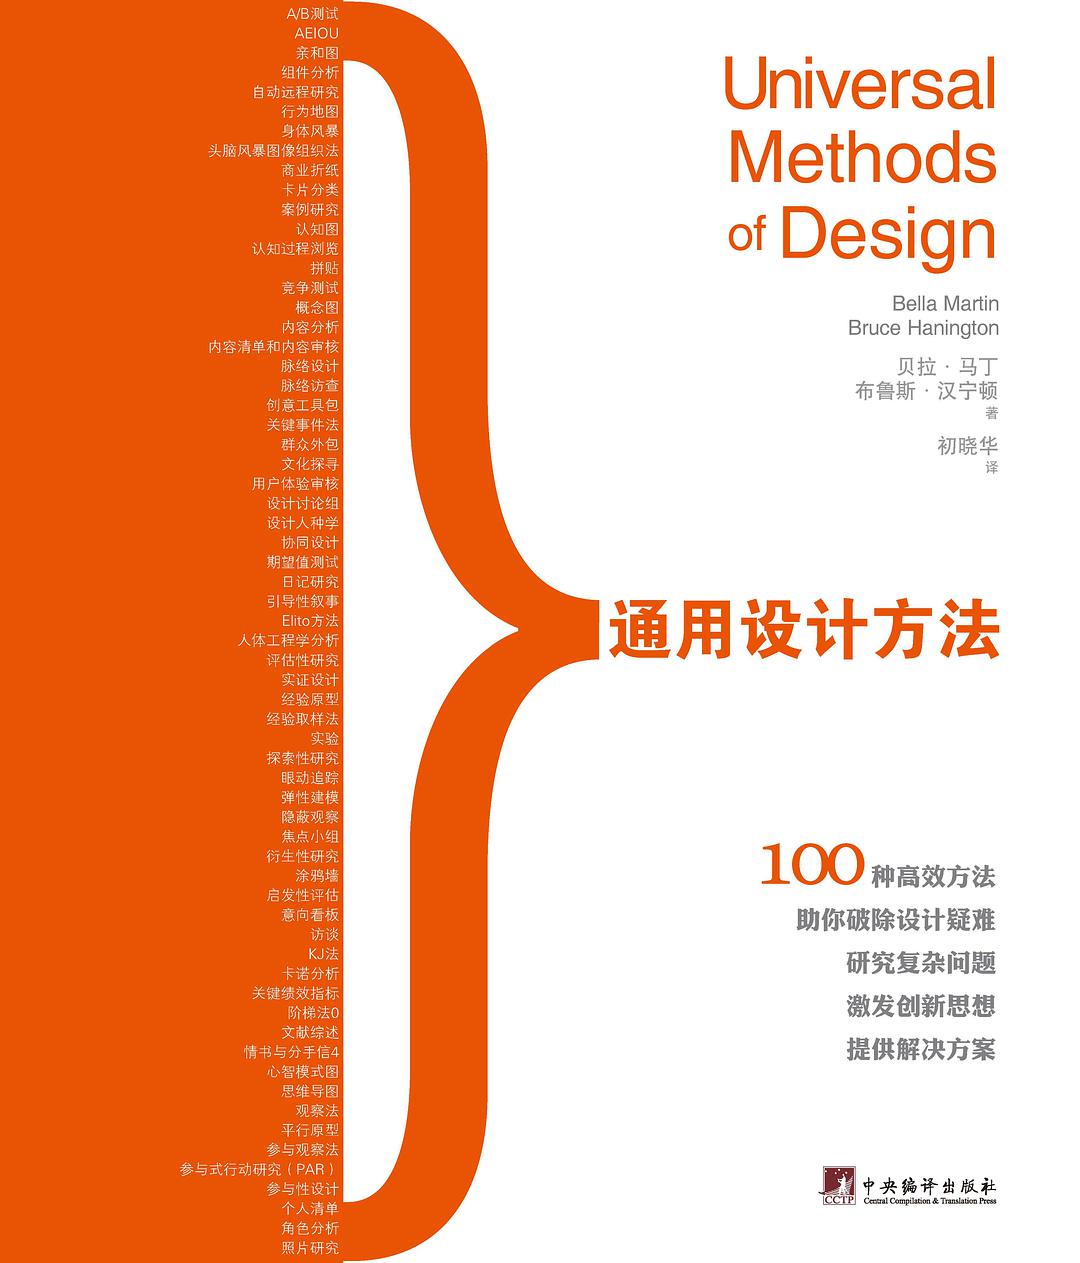 A/B测试
AEIOU
亲和图
组件分析
自动远程研究
行为地图
身体风暴
头脑风暴图像组织法
商业折纸
卡片分类
案例研究
认知图
认知过程浏览
拼贴
竞争测试
概念图
内容分析
内容清单和内容审核
脉络设计
脉络访查
创意工具包
关键事件法
群众外包
文化探寻
用户体验审核
设计讨论组
设计人种学
协同设计
期望值测试
日记研究
引导性叙事
Elito方法
人体工程学分析
评估性研究
实证设计
经验原型
经验取样法
实验
探索性研究
眼动追踪
弹性建模
隐蔽观察
焦点小组
衍生性研究
涂鸦墙
启发性评估
意向看板
访谈
KJ法
卡诺分析
关键绩效指标
阶梯法0
文献综述
情书与分手信4
心智模式图
思维导图
观察法
平行原型
参与观察法
参与式行动研究（PAR）
参与性设计
个人清单
角色分析
照片研究
Universal
Methods
of Design
Bella Martin
Bruce Hanington
贝拉·马丁
布鲁斯·汉宁顿
著
初晓华
译
通用设计方法
100种高效方法
助你破除设计疑难
研究复杂问题
激发创新思想
提供解决方案
CCTP
中央编译出版社
Central Compilation & Translation Press